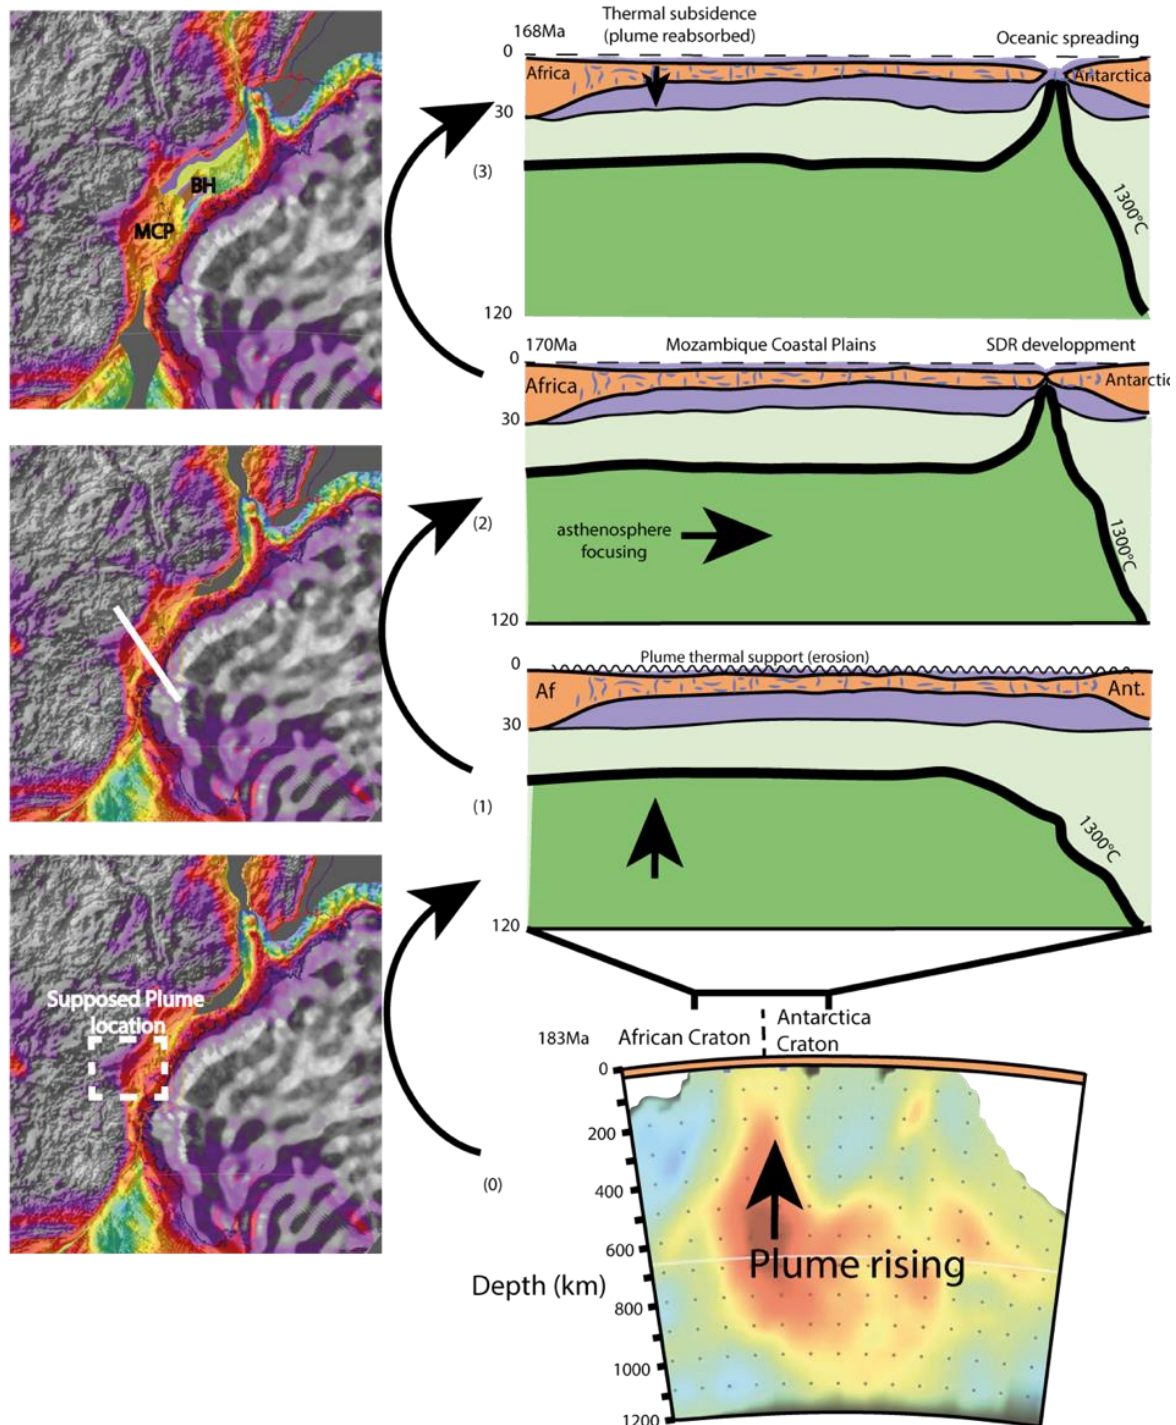 BH
MCP
Supposed Plume
location
Thermal subsidence
(plume reabsorbed)
168Ma
Oceanic spreading
0
Africa
Antarctica
30
(3)
1300°C
120
170Ma
Mozambique Coastal Plains
SDR developpment
0
Africa
Antarctic
30
(2)
asthenosphere
focusing
1300°C
120
Plume thermal support (erosion)
0
Af
Ant.
30
(1)
1300°C
120
183Ma
African Craton
Antarctica
Craton
0
200
(0)
400
600
Plume rising
Depth (km)
800
1000
1200